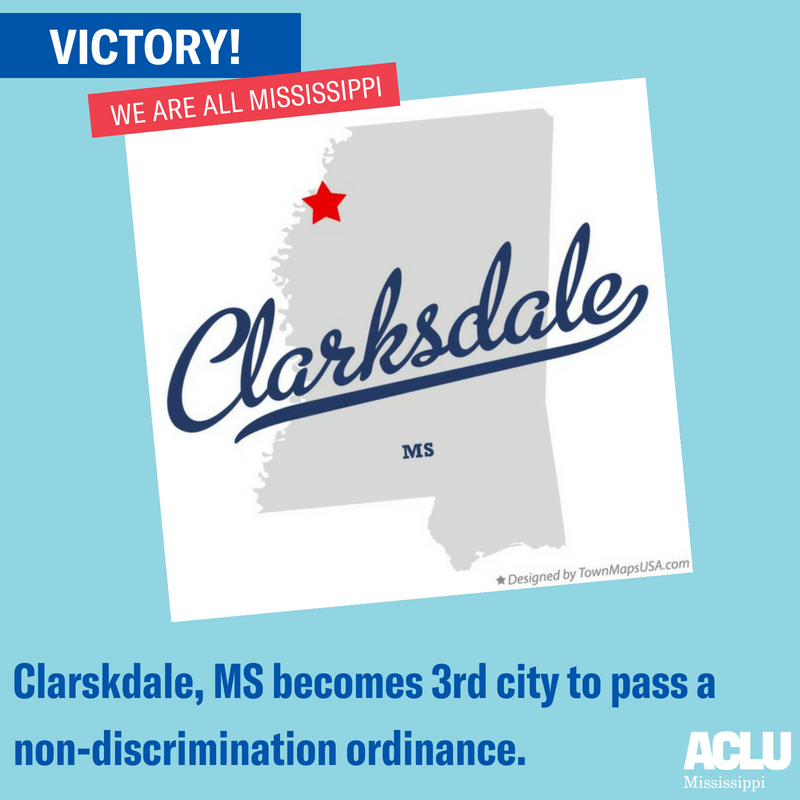 VICTORY!
WE ARE ALL MISSISSIPPI
Clarksdale
MS
★ Designed by TownMapsUSA.com
Clarskdale, MS becomes 3rd city to pass a
non-discrimination ordinance.
ACLU
Mississippi